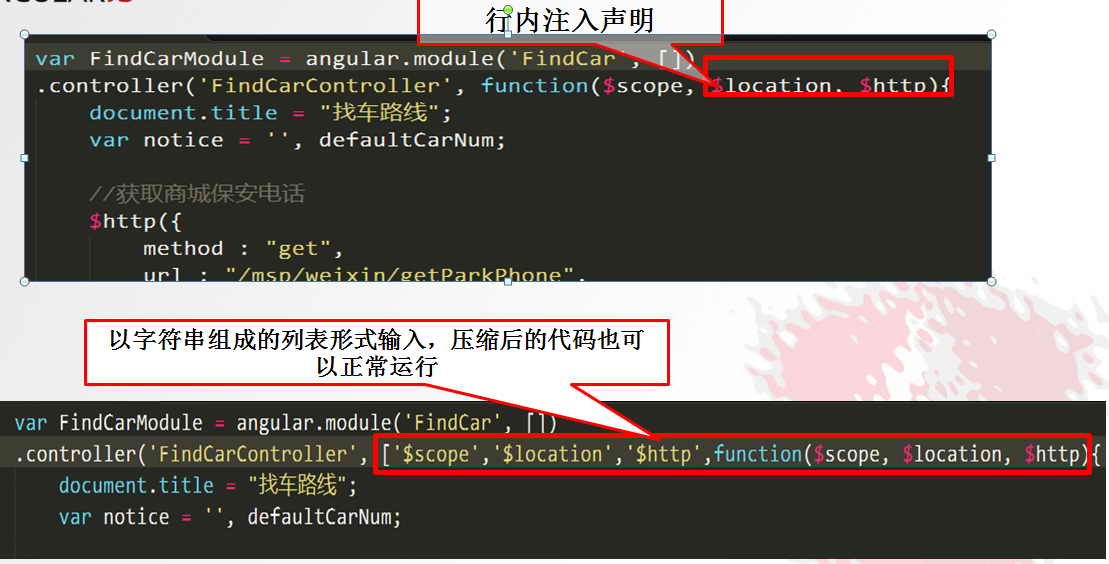 行内注入声明
var FindCarModule = angular.module('FindCar', [])
.controller('FindCarController', function($scope, $location, $http){
document.title = "找车路线";
var notice = '', defaultCarNum;
//获取商城保安电话
$http({
method : "get",
url : "/msp/weixin/getParkPhone",
以字符串组成的列表形式输入，压缩后的代码也可
以正常运行
var FindCarModule = angular.module('FindCar', [])
.controller('FindCarController', ['$scope','$location','$http',function($scope, $location, $http){
document.title = "找车路线";
var notice = '', defaultCarNum;